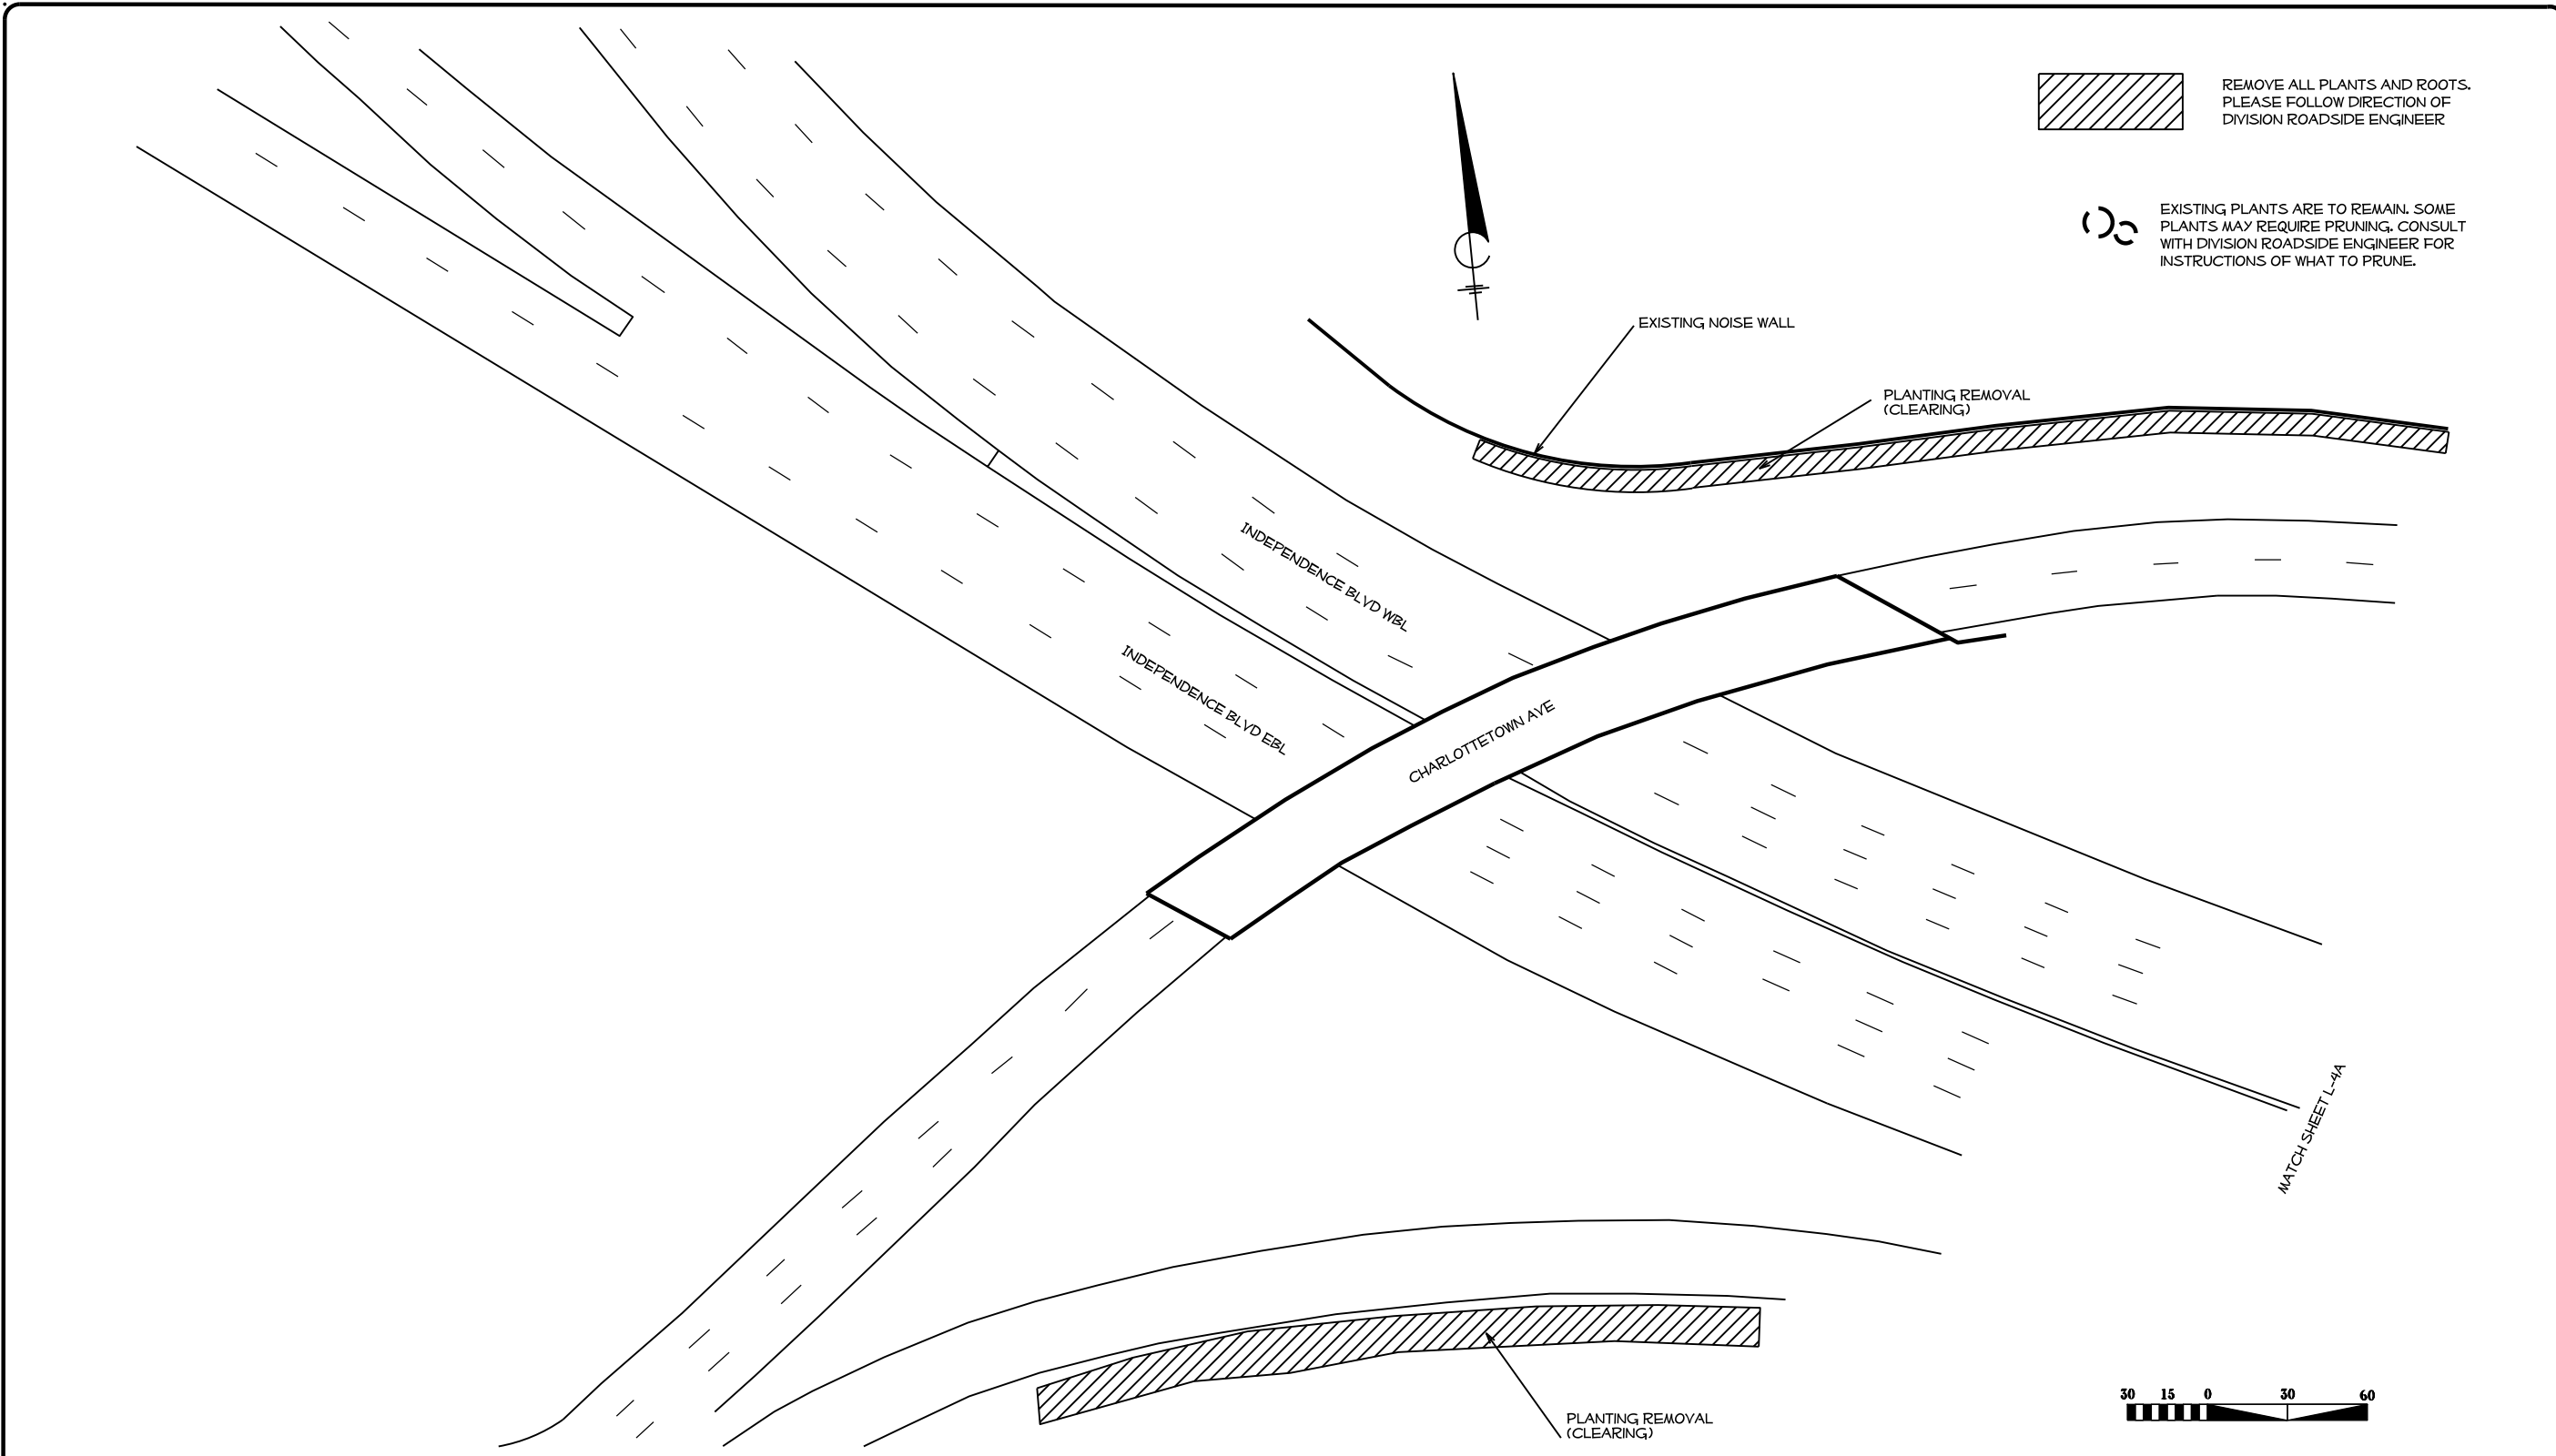 REMOVE ALL PLANTS AND ROOTS.
PLEASE FOLLOW DIRECTION OF
DIVISION ROADSIDE ENGINEER
EXISTING PLANTS ARE TO REMAIN. SOME
PLANTS MAY REQUIRE PRUNING. CONSULT
WITH DIVISION ROADSIDE ENGINEER FOR
INSTRUCTIONS OF WHAT TO PRUNE.
EXISTING NOISE WALL
PLANTING REMOVAL
(CLEARING)
INDEPENDENCE BLVD WBL
INDEPENDENCE BLVD EBL
CHARLOTTETOWN AVE
MATCH SHEET L-4A
30 15 0 30 60
PLANTING REMOVAL
(CLEARING)